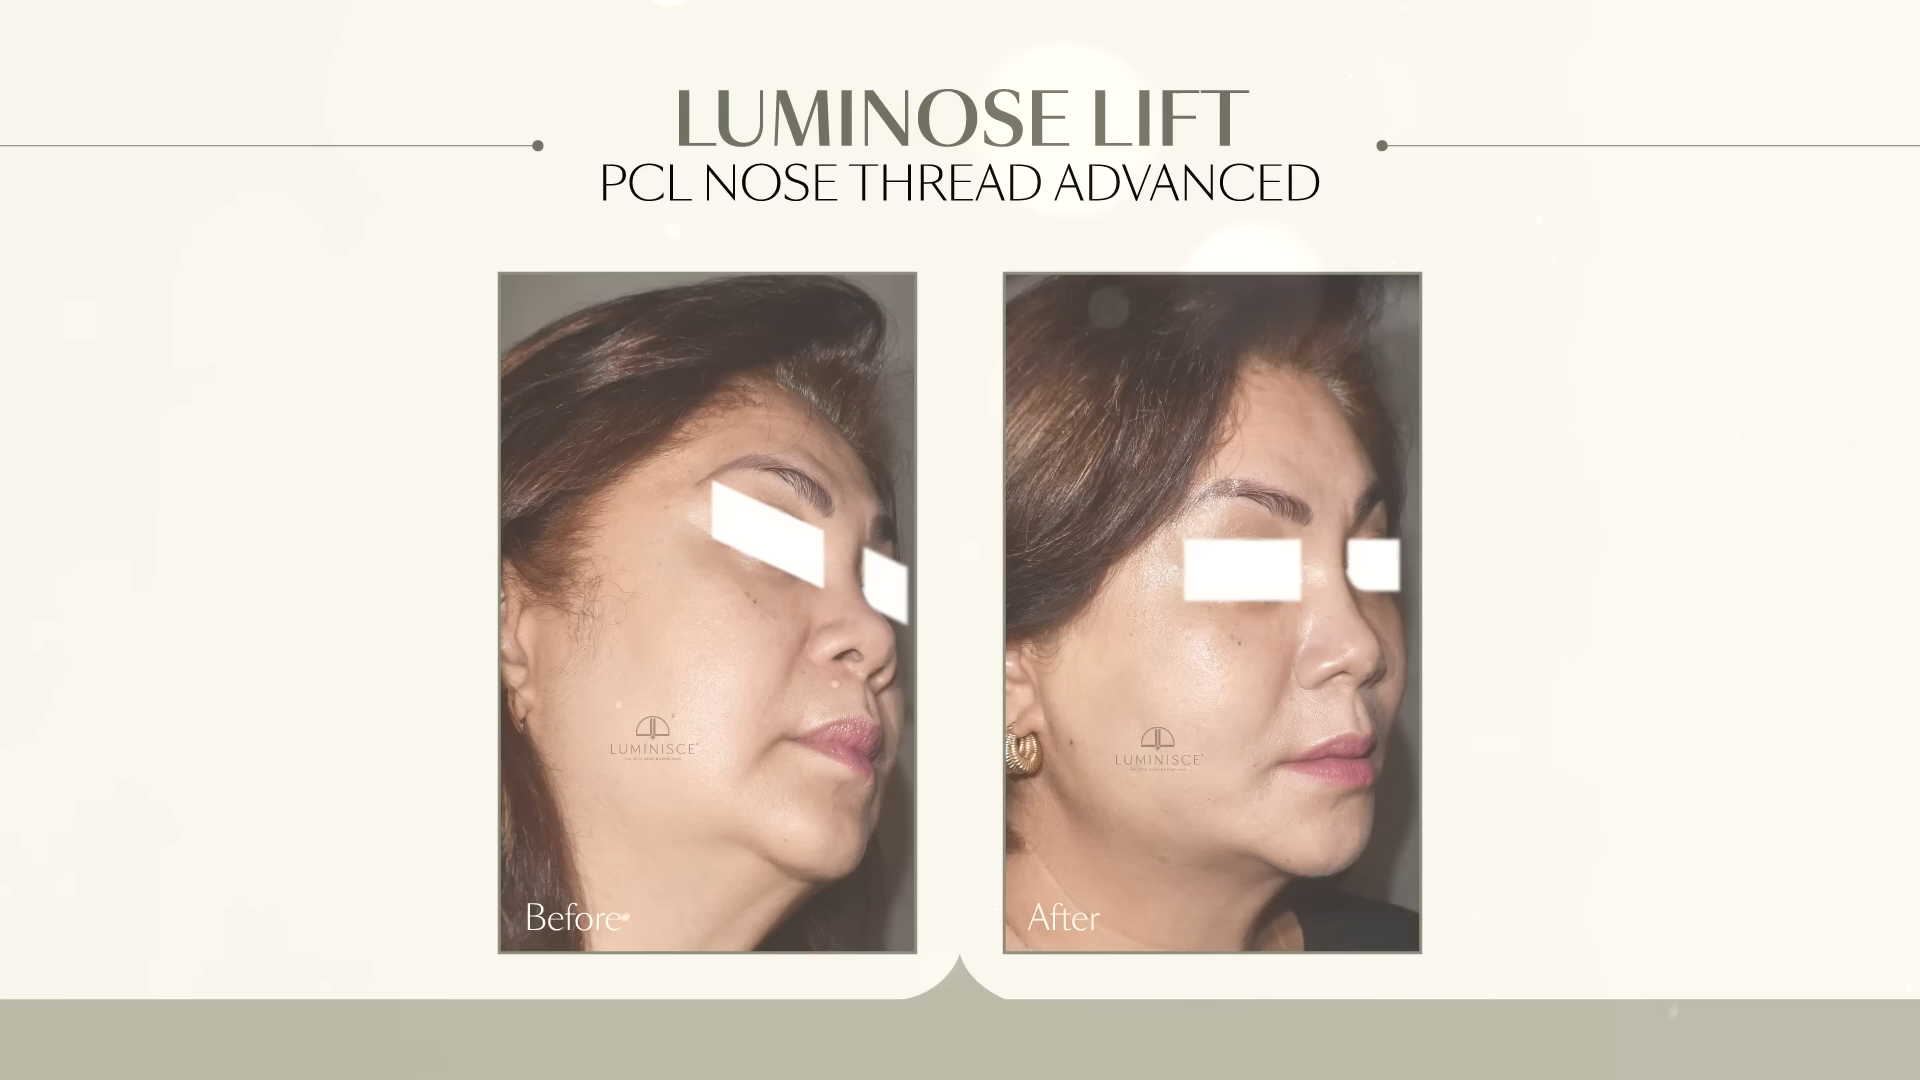 LUMINOSE LIFT
PCL NOSE THREAD ADVANCED
LUMINISCE
LUMINISCE
Before
After